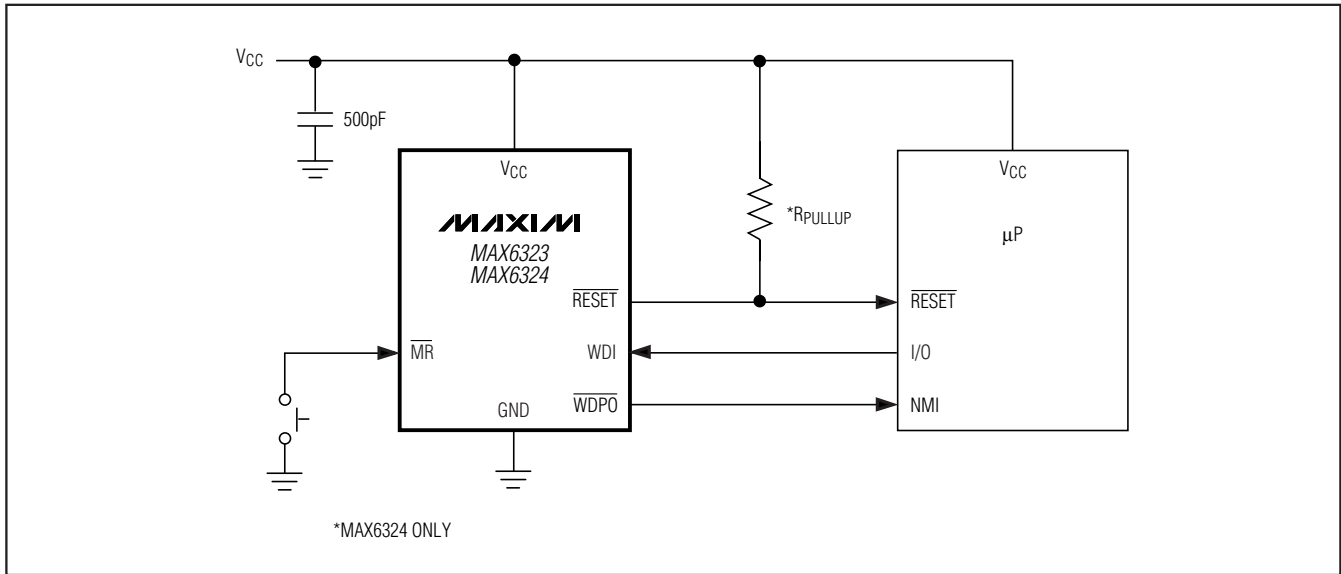 VCC
500pF
VCC
MAXIM
MAX6323
MAX6324
RESET
MR
WDI
GND
WDPO
*RPULLUP
VCC
μP
RESET
I/O
NMI
*MAX6324 ONLY